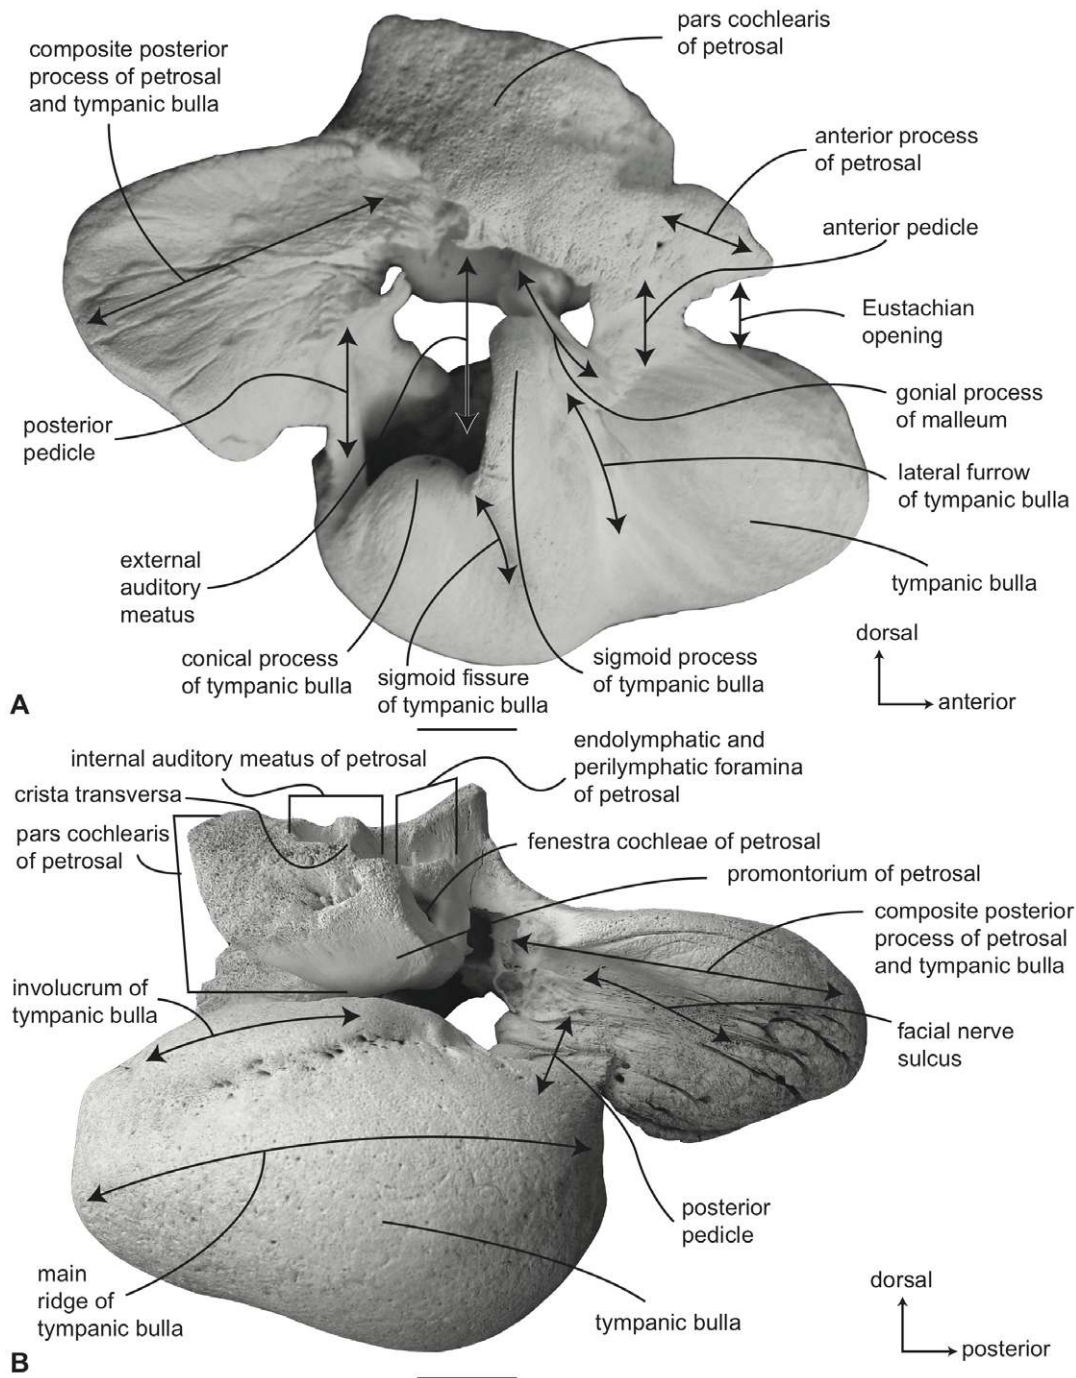 pars cochlearis
of petrosal
composite posterior
process of petrosal
and tympanic bulla
anterior process
of petrosal
anterior pedicle
Eustachian
opening
gonial process
of malleum
posterior
pedicle
lateral furrow
of tympanic bulla
external
auditory
meatus
tympanic bulla
conical process
of tympanic bulla
sigmoid fissure
of tympanic bulla
sigmoid process
of tympanic bulla
dorsal
anterior
A
internal auditory meatus of petrosal
endolymphatic and
perilymphatic foramina
of petrosal
crista transversa
pars cochlearis
of petrosal
fenestra cochleae of petrosal
promontorium of petrosal
composite posterior
process of petrosal
and tympanic bulla
involucrum of
tympanic bulla
facial nerve
sulcus
posterior
pedicle
main
ridge of
tympanic bulla
tympanic bulla
dorsal
posterior
B